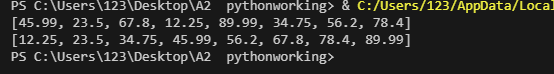 PS C:\Users\123\Desktop\A2  pythonworking> & C:/Users/123/AppData/Loca
[45.99, 23.5, 67.8, 12.25, 89.99, 34.75, 56.2, 78.4]
[12.25, 23.5, 34.75, 45.99, 56.2, 67.8, 78.4, 89.99]
PS C:\Users\123\Desktop\A2  pythonworking>